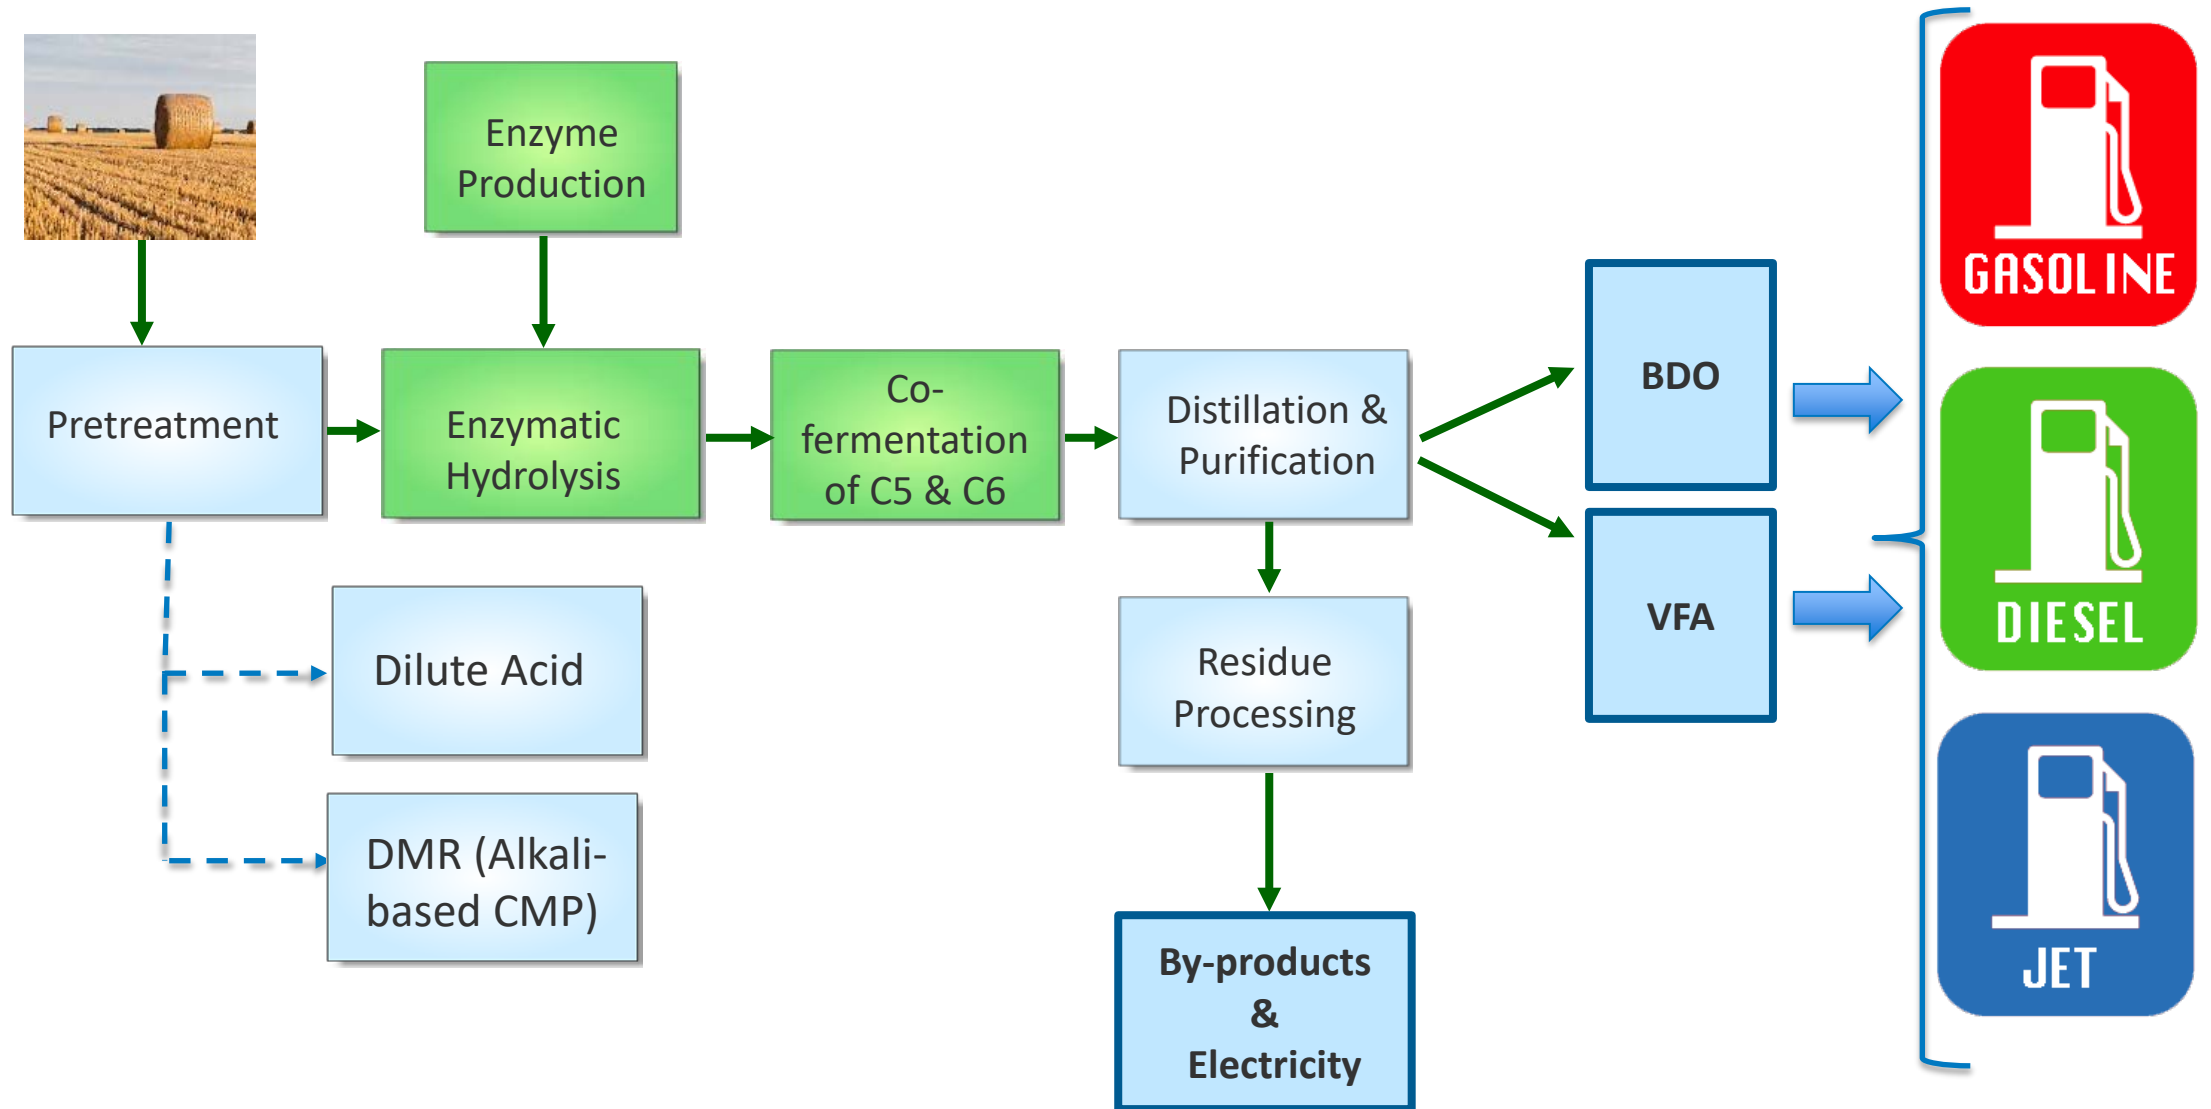 Enzyme
Production
Pretreatment
Enzymatic
Hydrolysis
Co-
fermentation
of C5 & C6
Distillation &
Purification
BDO
VFA
Dilute Acid
DMR (Alkali-
based CMP)
Residue
Processing
By-products
&
Electricity
GASOLINE
DIESEL
JET